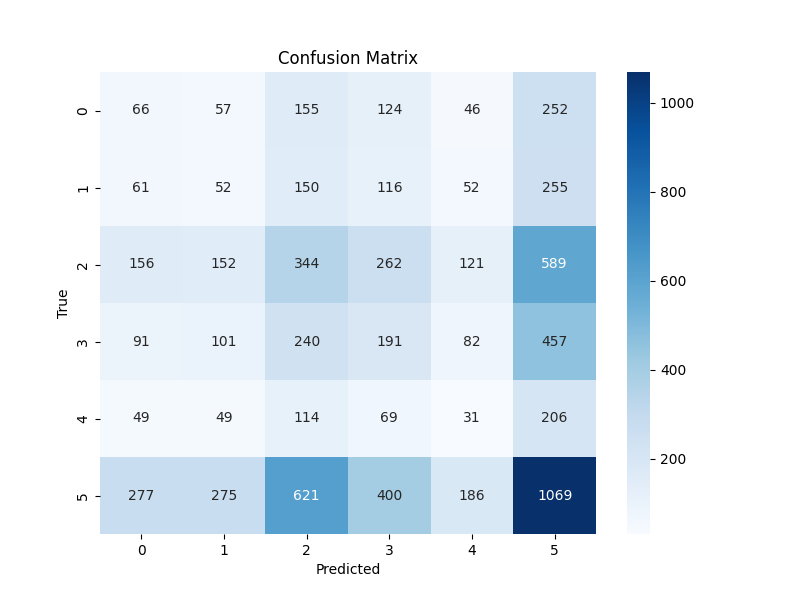 Confusion Matrix
0 66 57 155 124 46 252
1 61 52 150 116 52 255
2 156 152 344 262 121 589
3 91 101 240 191 82 457
4 49 49 114 69 31 206
5 277 275 621 400 186 1069
0 1 2 3 4 5
Predicted
True
1000
800
600
400
200